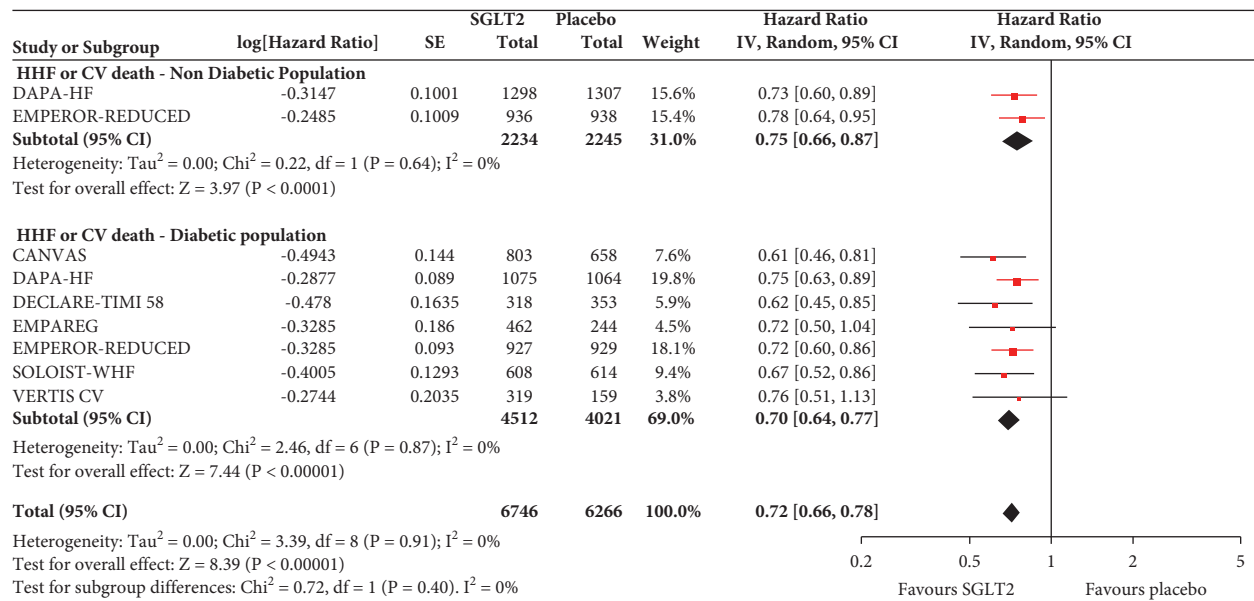 SGLT2 Placebo Hazard Ratio Hazard Ratio
Study or Subgroup log[Hazard Ratio] SE Total Total Weight IV, Random, 95% CI IV, Random, 95% CI
HHF or CV death - Non Diabetic Population
DAPA-HF -0.3147 0.1001 1298 1307 15.6% 0.73 [0.60, 0.89]
EMPEROR-REDUCED -0.2485 0.1009 936 938 15.4% 0.78 [0.64, 0.95]
Subtotal (95% CI) 2234 2245 31.0% 0.75 [0.66, 0.87]
Heterogeneity: Tau² = 0.00; Chi² = 0.22, df = 1 (P = 0.64); I² = 0%
Test for overall effect: Z = 3.97 (P < 0.0001)
HHF or CV death - Diabetic population
CANVAS -0.4943 0.144 803 658 7.6% 0.61 [0.46, 0.81]
DAPA-HF -0.2877 0.089 1075 1064 19.8% 0.75 [0.63, 0.89]
DECLARE-TIMI 58 -0.478 0.1635 318 353 5.9% 0.62 [0.45, 0.85]
EMPAREG -0.3285 0.186 462 244 4.5% 0.72 [0.50, 1.04]
EMPEROR-REDUCED -0.3285 0.093 927 929 18.1% 0.72 [0.60, 0.86]
SOLOIST-WHF -0.4005 0.1293 608 614 9.4% 0.67 [0.52, 0.86]
VERTIS CV -0.2744 0.2035 319 159 3.8% 0.76 [0.51, 1.13]
Subtotal (95% CI) 4512 4021 69.0% 0.70 [0.64, 0.77]
Heterogeneity: Tau² = 0.00; Chi² = 2.46, df = 6 (P = 0.87); I² = 0%
Test for overall effect: Z = 7.44 (P < 0.00001)
Total (95% CI) 6746 6266 100.0% 0.72 [0.66, 0.78]
Heterogeneity: Tau² = 0.00; Chi² = 3.39, df = 8 (P = 0.91); I² = 0%
Test for overall effect: Z = 8.39 (P < 0.00001)
Test for subgroup differences: Chi² = 0.72, df = 1 (P = 0.40). I² = 0%
0.2 0.5 1 2 5
Favours SGLT2 Favours placebo